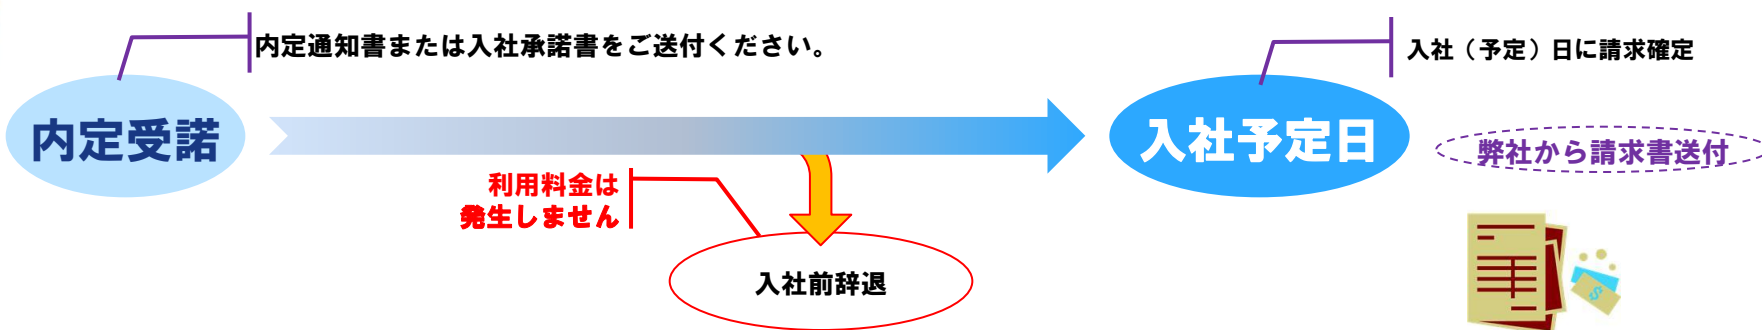 内定通知書または入社承諾書をご送付ください。
入社（予定）日に請求確定
内定受諾
入社予定日
弊社から請求書送付
利用料金は
発生しません
入社前辞退
$